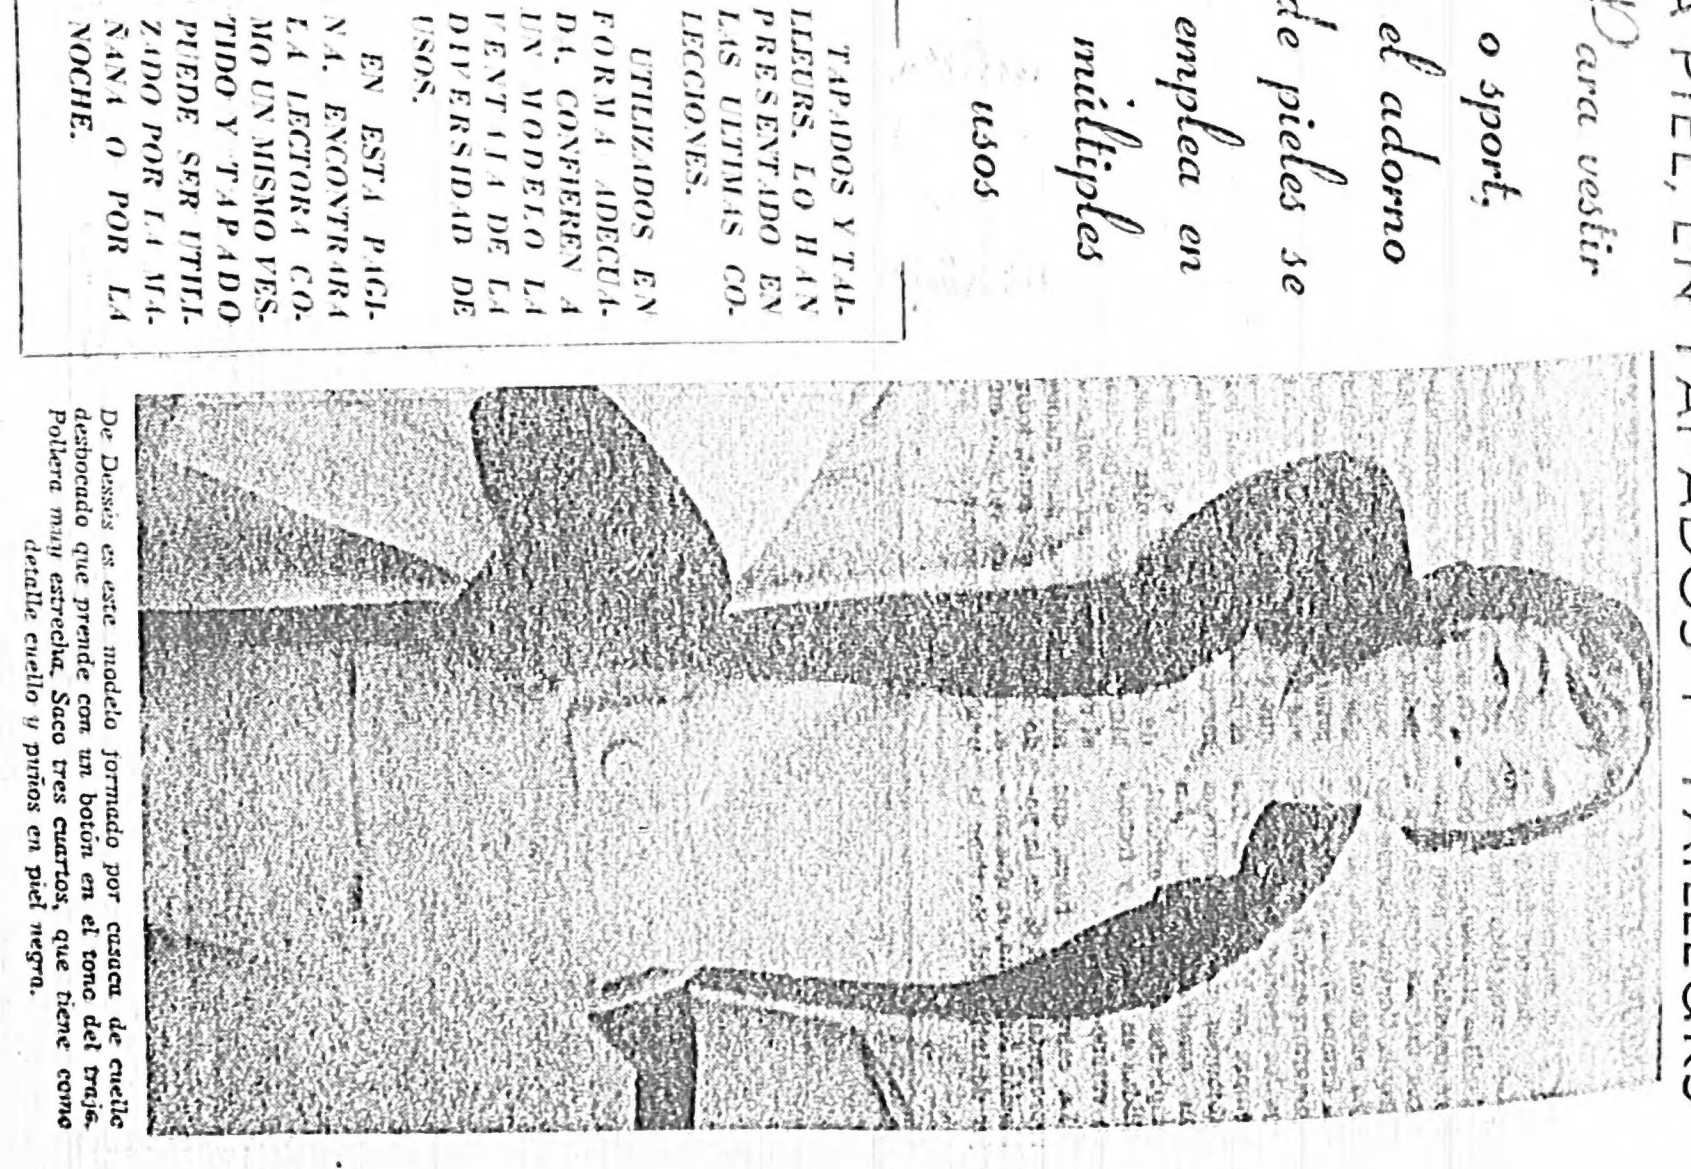 A PIEL, EN TAPADOS Y TAILLEURS
Para vestir
o sport,
el adorno
de pieles se
emplea en
múltiples
usos
TAPADOS Y TAI-
LLEURS, LO HAN
PRESENTADO EN
LAS ULTIMAS CO-
LECCIONES.
UTILIZADOS EN
FORMA ADECUA-
DA, CONFIEREN A
UN MODELO LA
VENTAJA DE LA
DIVERSIDAD DE
USOS.
EN ESTA PAGI-
NA, ENCONTRARA
LA LECTORA CO-
MO UN MISMO VES-
TIDO Y TAPADO
PUEDE SER UTILI-
ZADO POR LA MA-
ÑANA O POR LA
NOCHE.
De Dessés es este modelo formado por casaca de cuello
desbocado que prende con un botón en el tono del traje.
Pollera muy estrecha. Saco tres cuartos, que tiene como
detalle cuello y puños en piel negra.